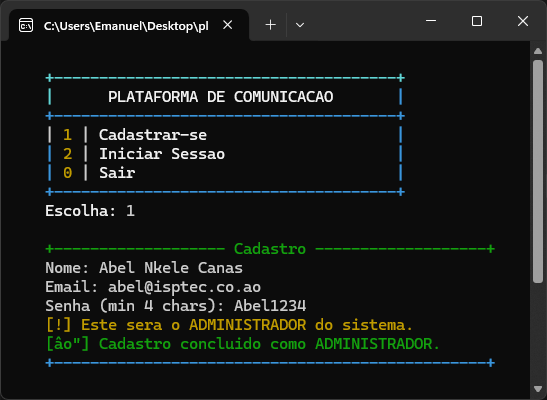 C:\Users\Emanuel\Desktop\pl
PLATAFORMA DE COMUNICACAO
| 1 | Cadastrar-se |
| 2 | Iniciar Sessao |
| 0 | Sair |
Escolha: 1
+------------------- Cadastro -----------------+
Nome: Abel Nkele Canas
Email: abel@isptec.co.ao
Senha (min 4 chars): Abel1234
[!] Este sera o ADMINISTRADOR do sistema.
[âo"] Cadastro concluido como ADMINISTRADOR.